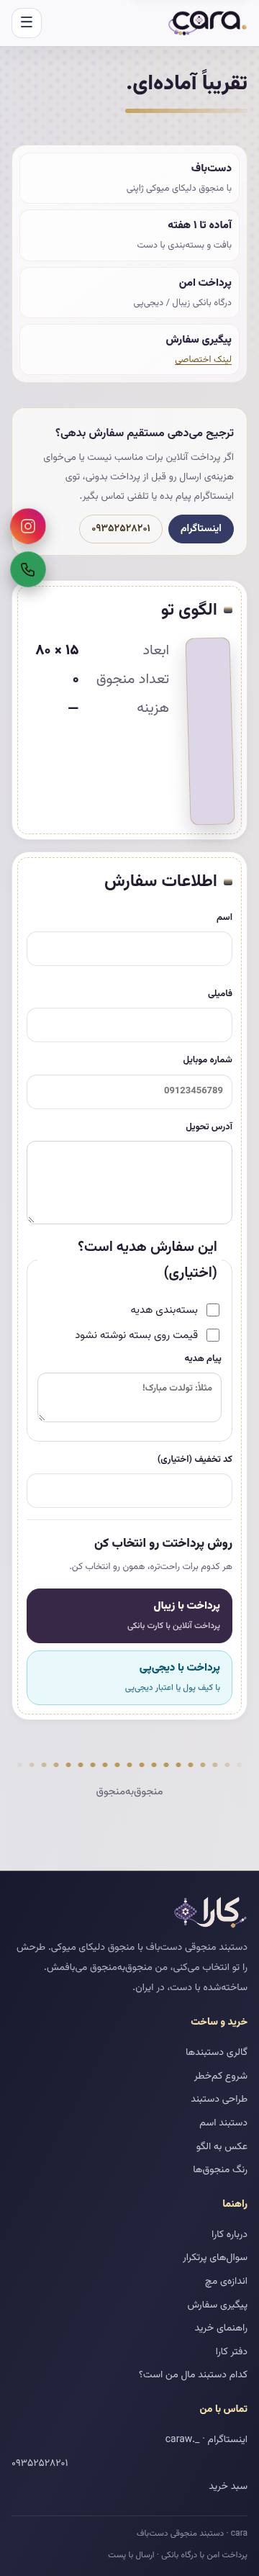 cara
تقریباً آماده‌ای.
دست‌باف
با منجوق دلیکای میوکی ژاپنی
آماده تا ۱ هفته
بافت و بسته‌بندی با دست
پرداخت امن
درگاه بانکی زیبال / دیجی‌پی
پیگیری سفارش
لینک اختصاصی
ترجیح می‌دهی مستقیم سفارش بدهی؟
اگر پرداخت آنلاین برات مناسب نیست یا می‌خوای
هزینه‌ی ارسال رو قبل از پرداخت بدونی، توی
اینستاگرام پیام بده یا تلفنی تماس بگیر.
اینستاگرام
۰۹۳۵۲۵۲۸۲۰۱
الگوی تو
ابعاد ۱۵ × ۸۰
تعداد منجوق ۰
هزینه —
اطلاعات سفارش
اسم
فامیلی
شماره موبایل
09123456789
آدرس تحویل
این سفارش هدیه است؟
(اختیاری)
بسته‌بندی هدیه
قیمت روی بسته نوشته نشود
پیام هدیه
مثلاً: تولدت مبارک!
کد تخفیف (اختیاری)
روش پرداختت رو انتخاب کن
هر کدوم برات راحت‌تره، همون رو انتخاب کن.
پرداخت با زیبال
پرداخت آنلاین با کارت بانکی
پرداخت با دیجی‌پی
با کیف پول یا اعتبار دیجی‌پی
منجوق‌به‌منجوق
کارا
دستبند منجوقی دست‌باف با منجوق دلیکای میوکی. طرحش
را تو انتخاب می‌کنی، من منجوق‌به‌منجوق می‌بافمش.
ساخته‌شده با دست، در ایران.
خرید و ساخت
گالری دستبندها
شروع کم‌خطر
طراحی دستبند
دستبند اسم
عکس به الگو
رنگ منجوق‌ها
راهنما
درباره کارا
سوال‌های پرتکرار
اندازه‌ی مچ
پیگیری سفارش
راهنمای خرید
دفتر کارا
کدام دستبند مال من است؟
تماس با من
اینستاگرام · caraw._
۰۹۳۵۲۵۲۸۲۰۱
سبد خرید
cara · دستبند منجوقی دست‌باف
پرداخت امن با درگاه بانکی · ارسال با پست